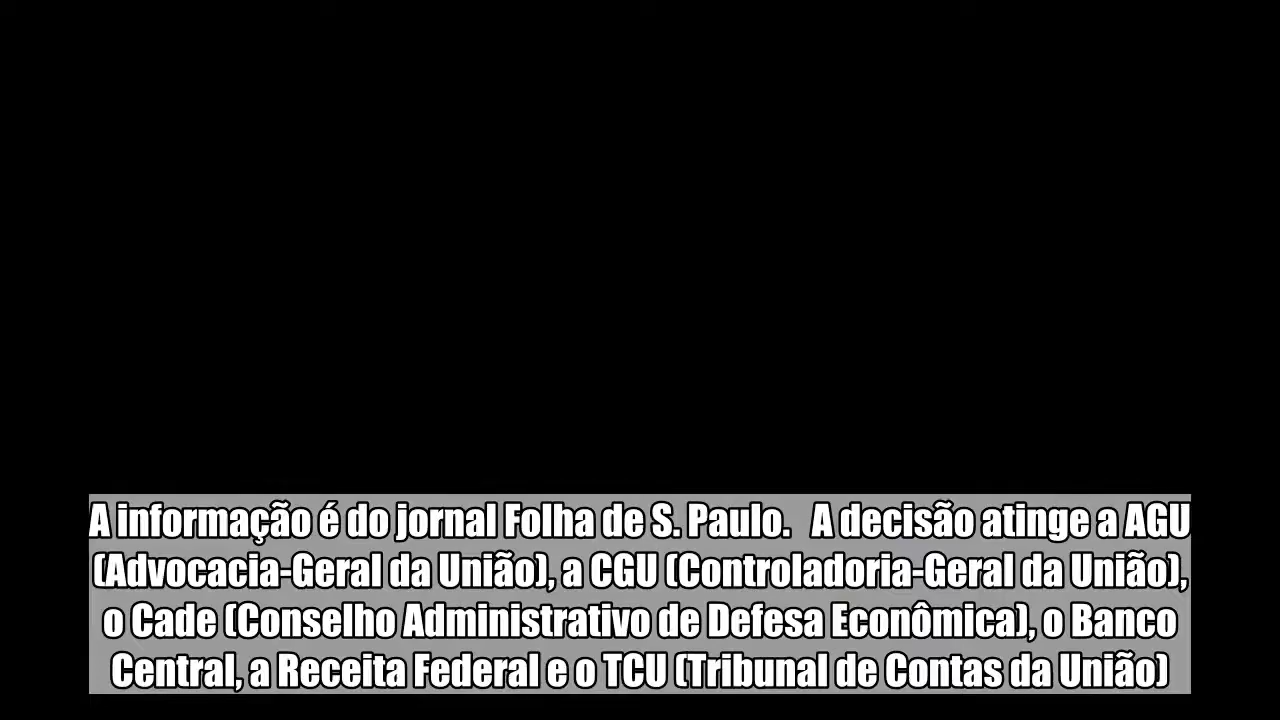 A informação é do jornal Folha de S. Paulo.   A decisão atinge a AGU
(Advocacia-Geral da União), a CGU (Controladoria-Geral da União),
o Cade (Conselho Administrativo de Defesa Econômica), o Banco
Central, a Receita Federal e o TCU (Tribunal de Contas da União)